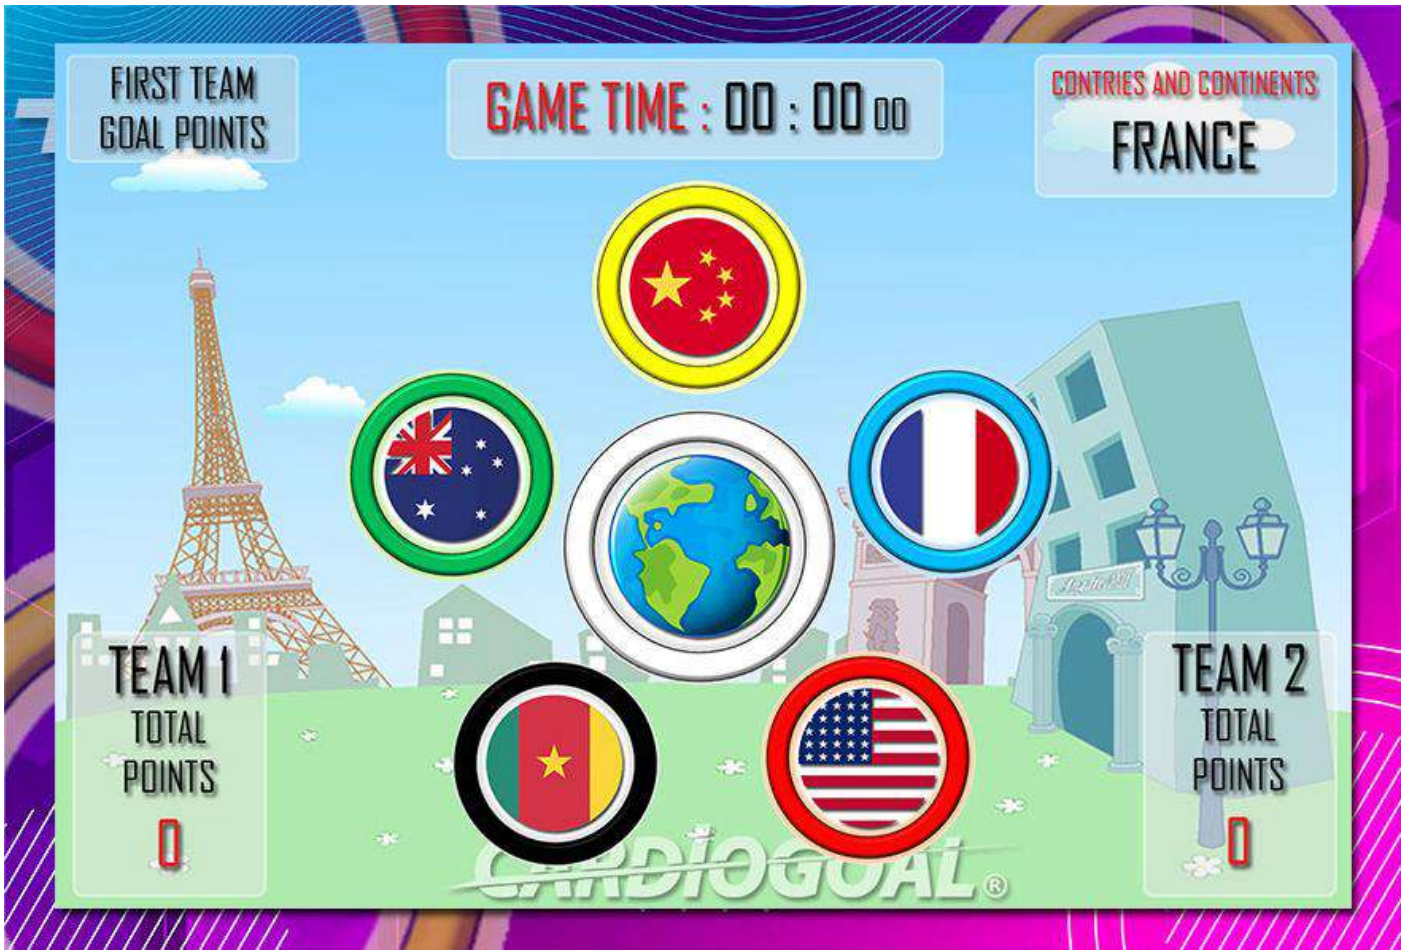 FIRST TEAM
GOAL POINTS
GAME TIME : 00 : 00 00
CONTRIES AND CONTINENTS
FRANCE
TEAM 1
TOTAL
POINTS
0
TEAM 2
TOTAL
POINTS
0
CARDIOGOAL ®